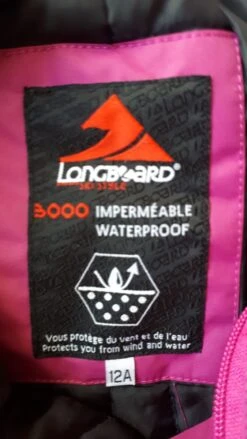 LONGBOARD
SKI STYLE
3000 IMPERMÉABLE
WATERPROOF
Vous protège du vent et de l'eau
Protects you from wind and water
12A